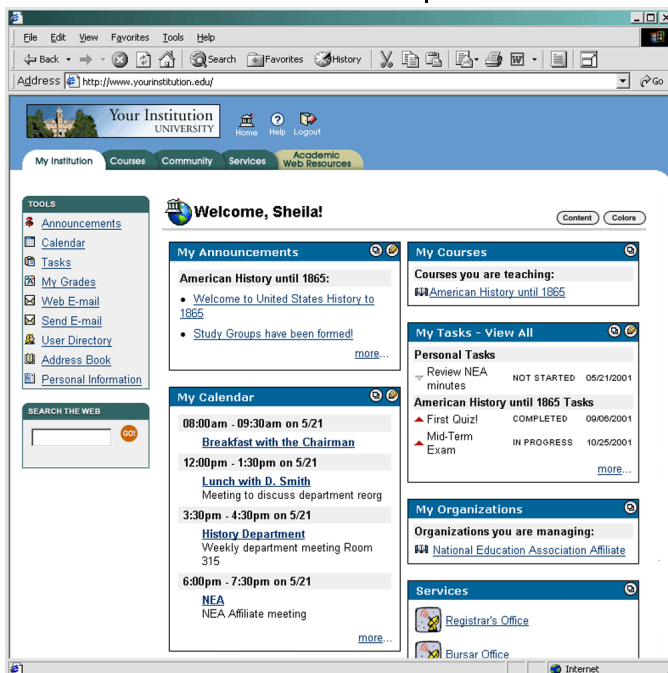 File Edit View Favorites Tools Help
Back Search Favorites History
Address http://www.yourinstitution.edu/ Go
Your Institution
UNIVERSITY
Home Help Logout
My Institution Courses Community Services Academic
Web Resources
TOOLS
Announcements
Calendar
Tasks
My Grades
Web E-mail
Send E-mail
User Directory
Address Book
Personal Information
SEARCH THE WEB
GO!
Welcome, Sheila!
Content Colors
My Announcements
American History until 1865:
• Welcome to United States History to
1865
• Study Groups have been formed!
more...
My Calendar
08:00am - 09:30am on 5/21
Breakfast with the Chairman
12:00pm - 1:30pm on 5/21
Lunch with D. Smith
Meeting to discuss department reorg
3:30pm - 4:30pm on 5/21
History Department
Weekly department meeting Room
315
6:00pm - 7:30pm on 5/21
NEA
NEA Affiliate meeting
more...
My Courses
Courses you are teaching:
American History until 1865
My Tasks - View All
Personal Tasks
Review NEA
minutes NOT STARTED 05/21/2001
American History until 1865 Tasks
First Quiz! COMPLETED 09/06/2001
Mid-Term
Exam IN PROGRESS 10/25/2001
more...
My Organizations
Organizations you are managing:
National Education Association Affiliate
Services
Registrar's Office
Bursar Office
Internet